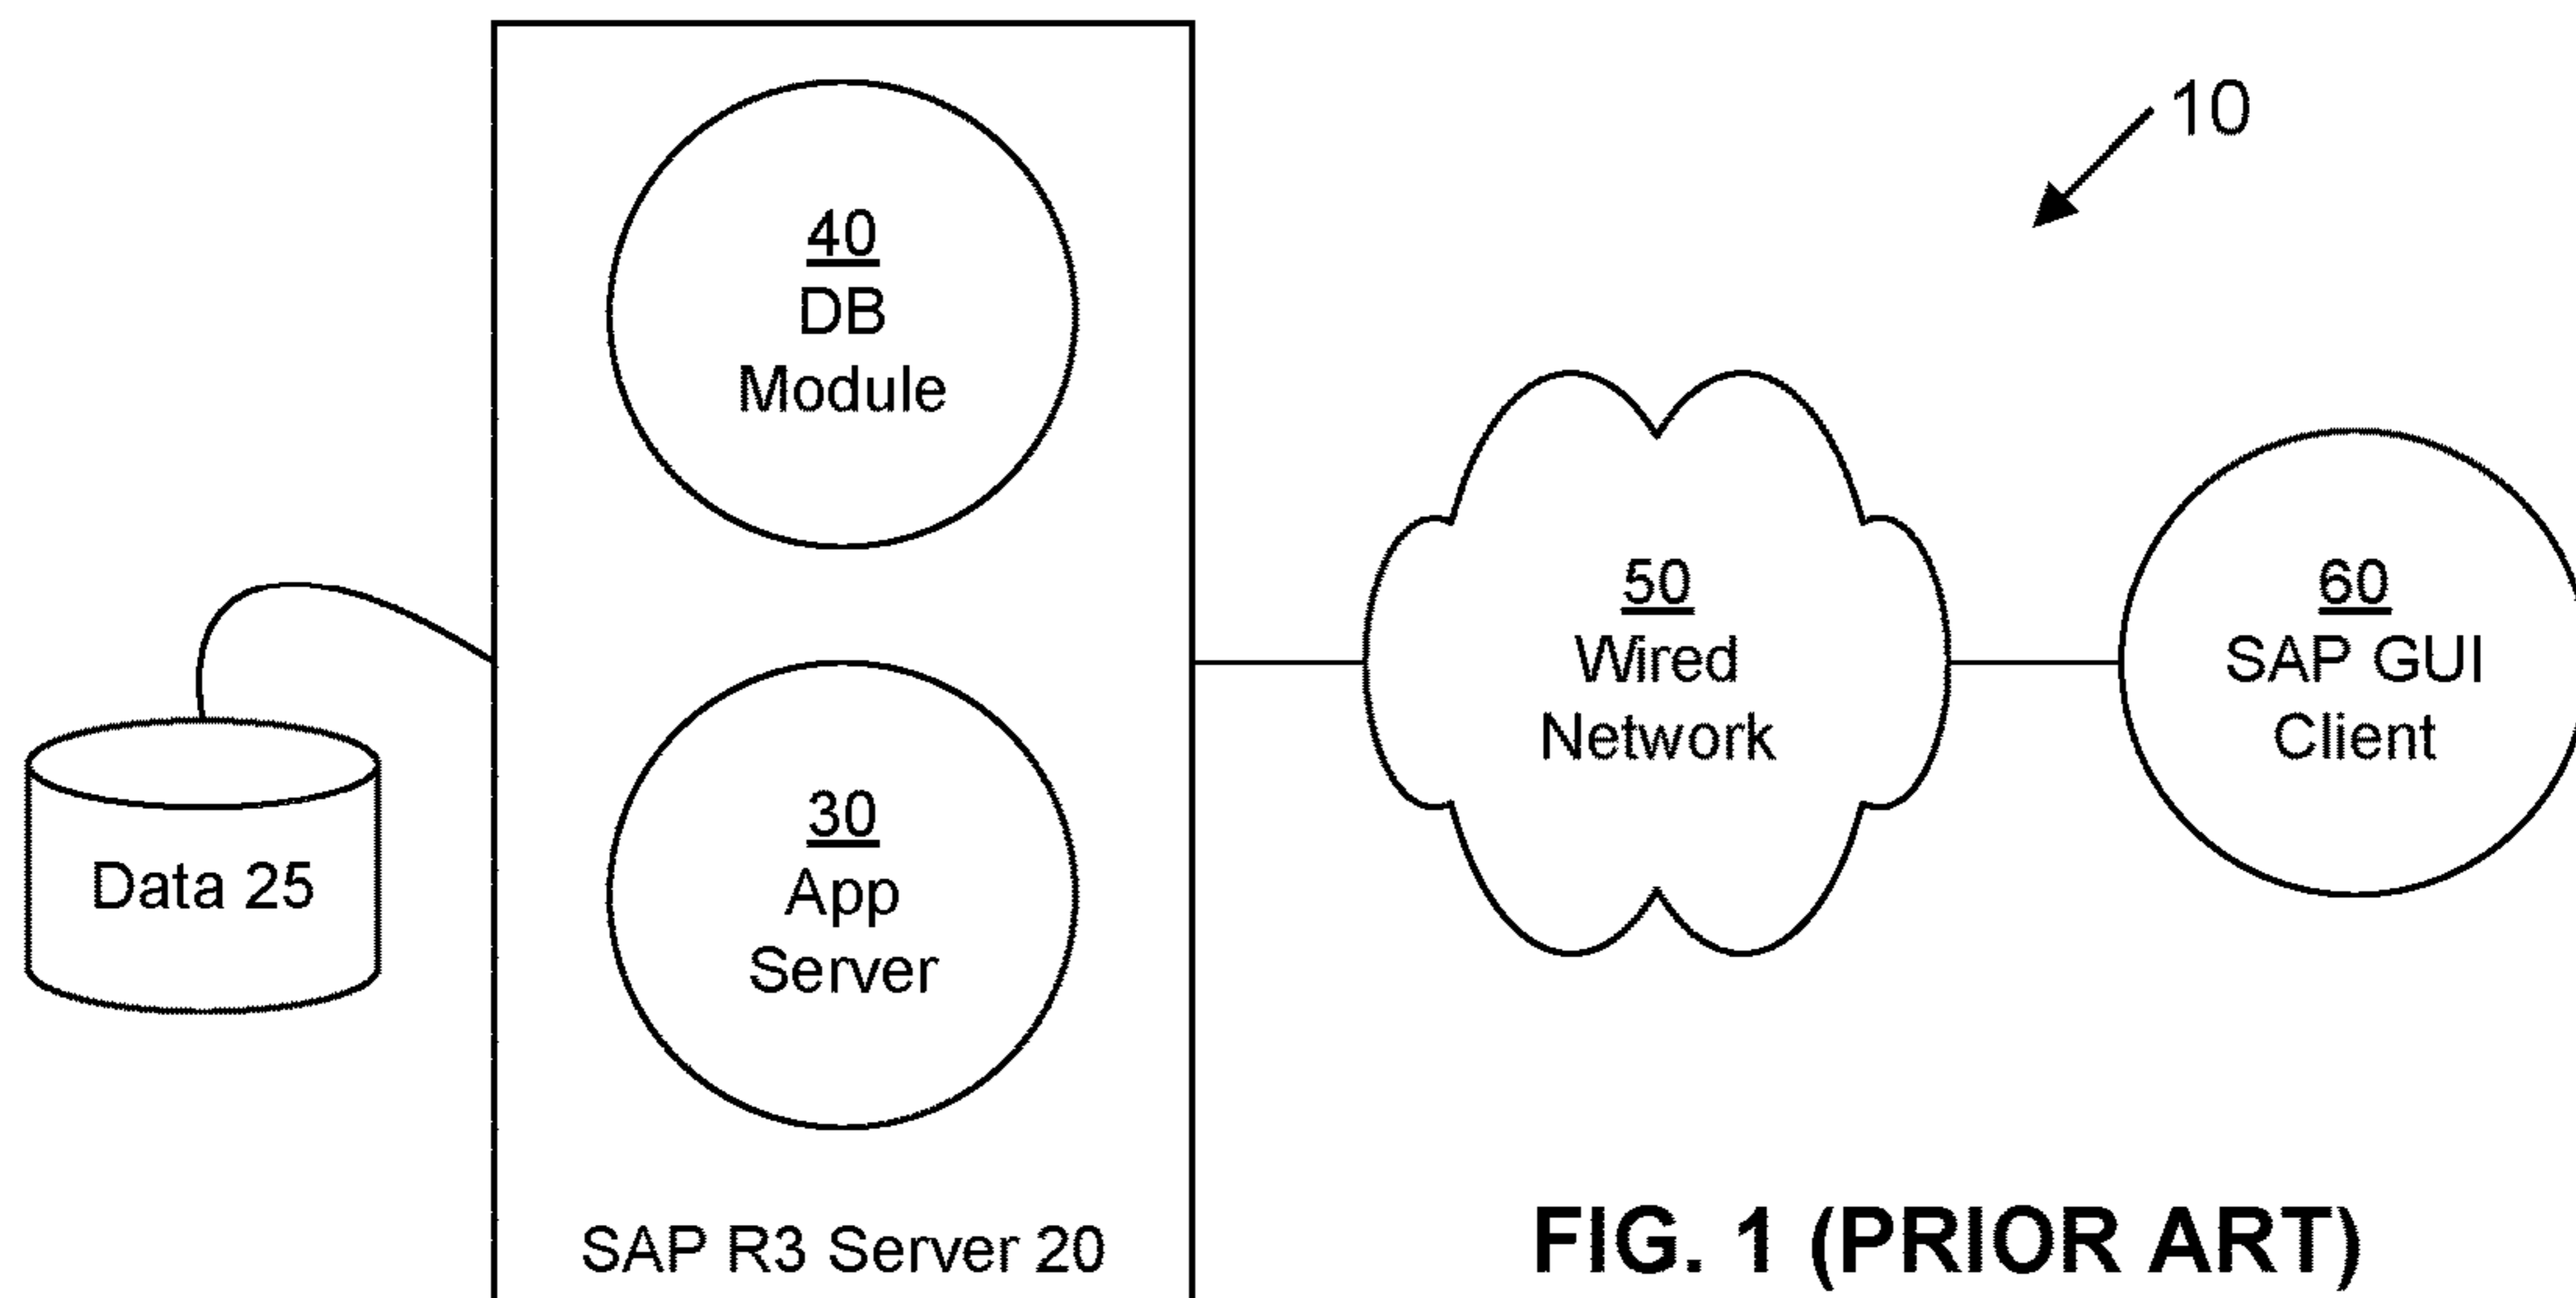 10
40
DB
Module
50
Wired
Network
60
SAP GUI
Client
30
App
Server
Data 25
SAP R3 Server 20
FIG. 1 (PRIOR ART)